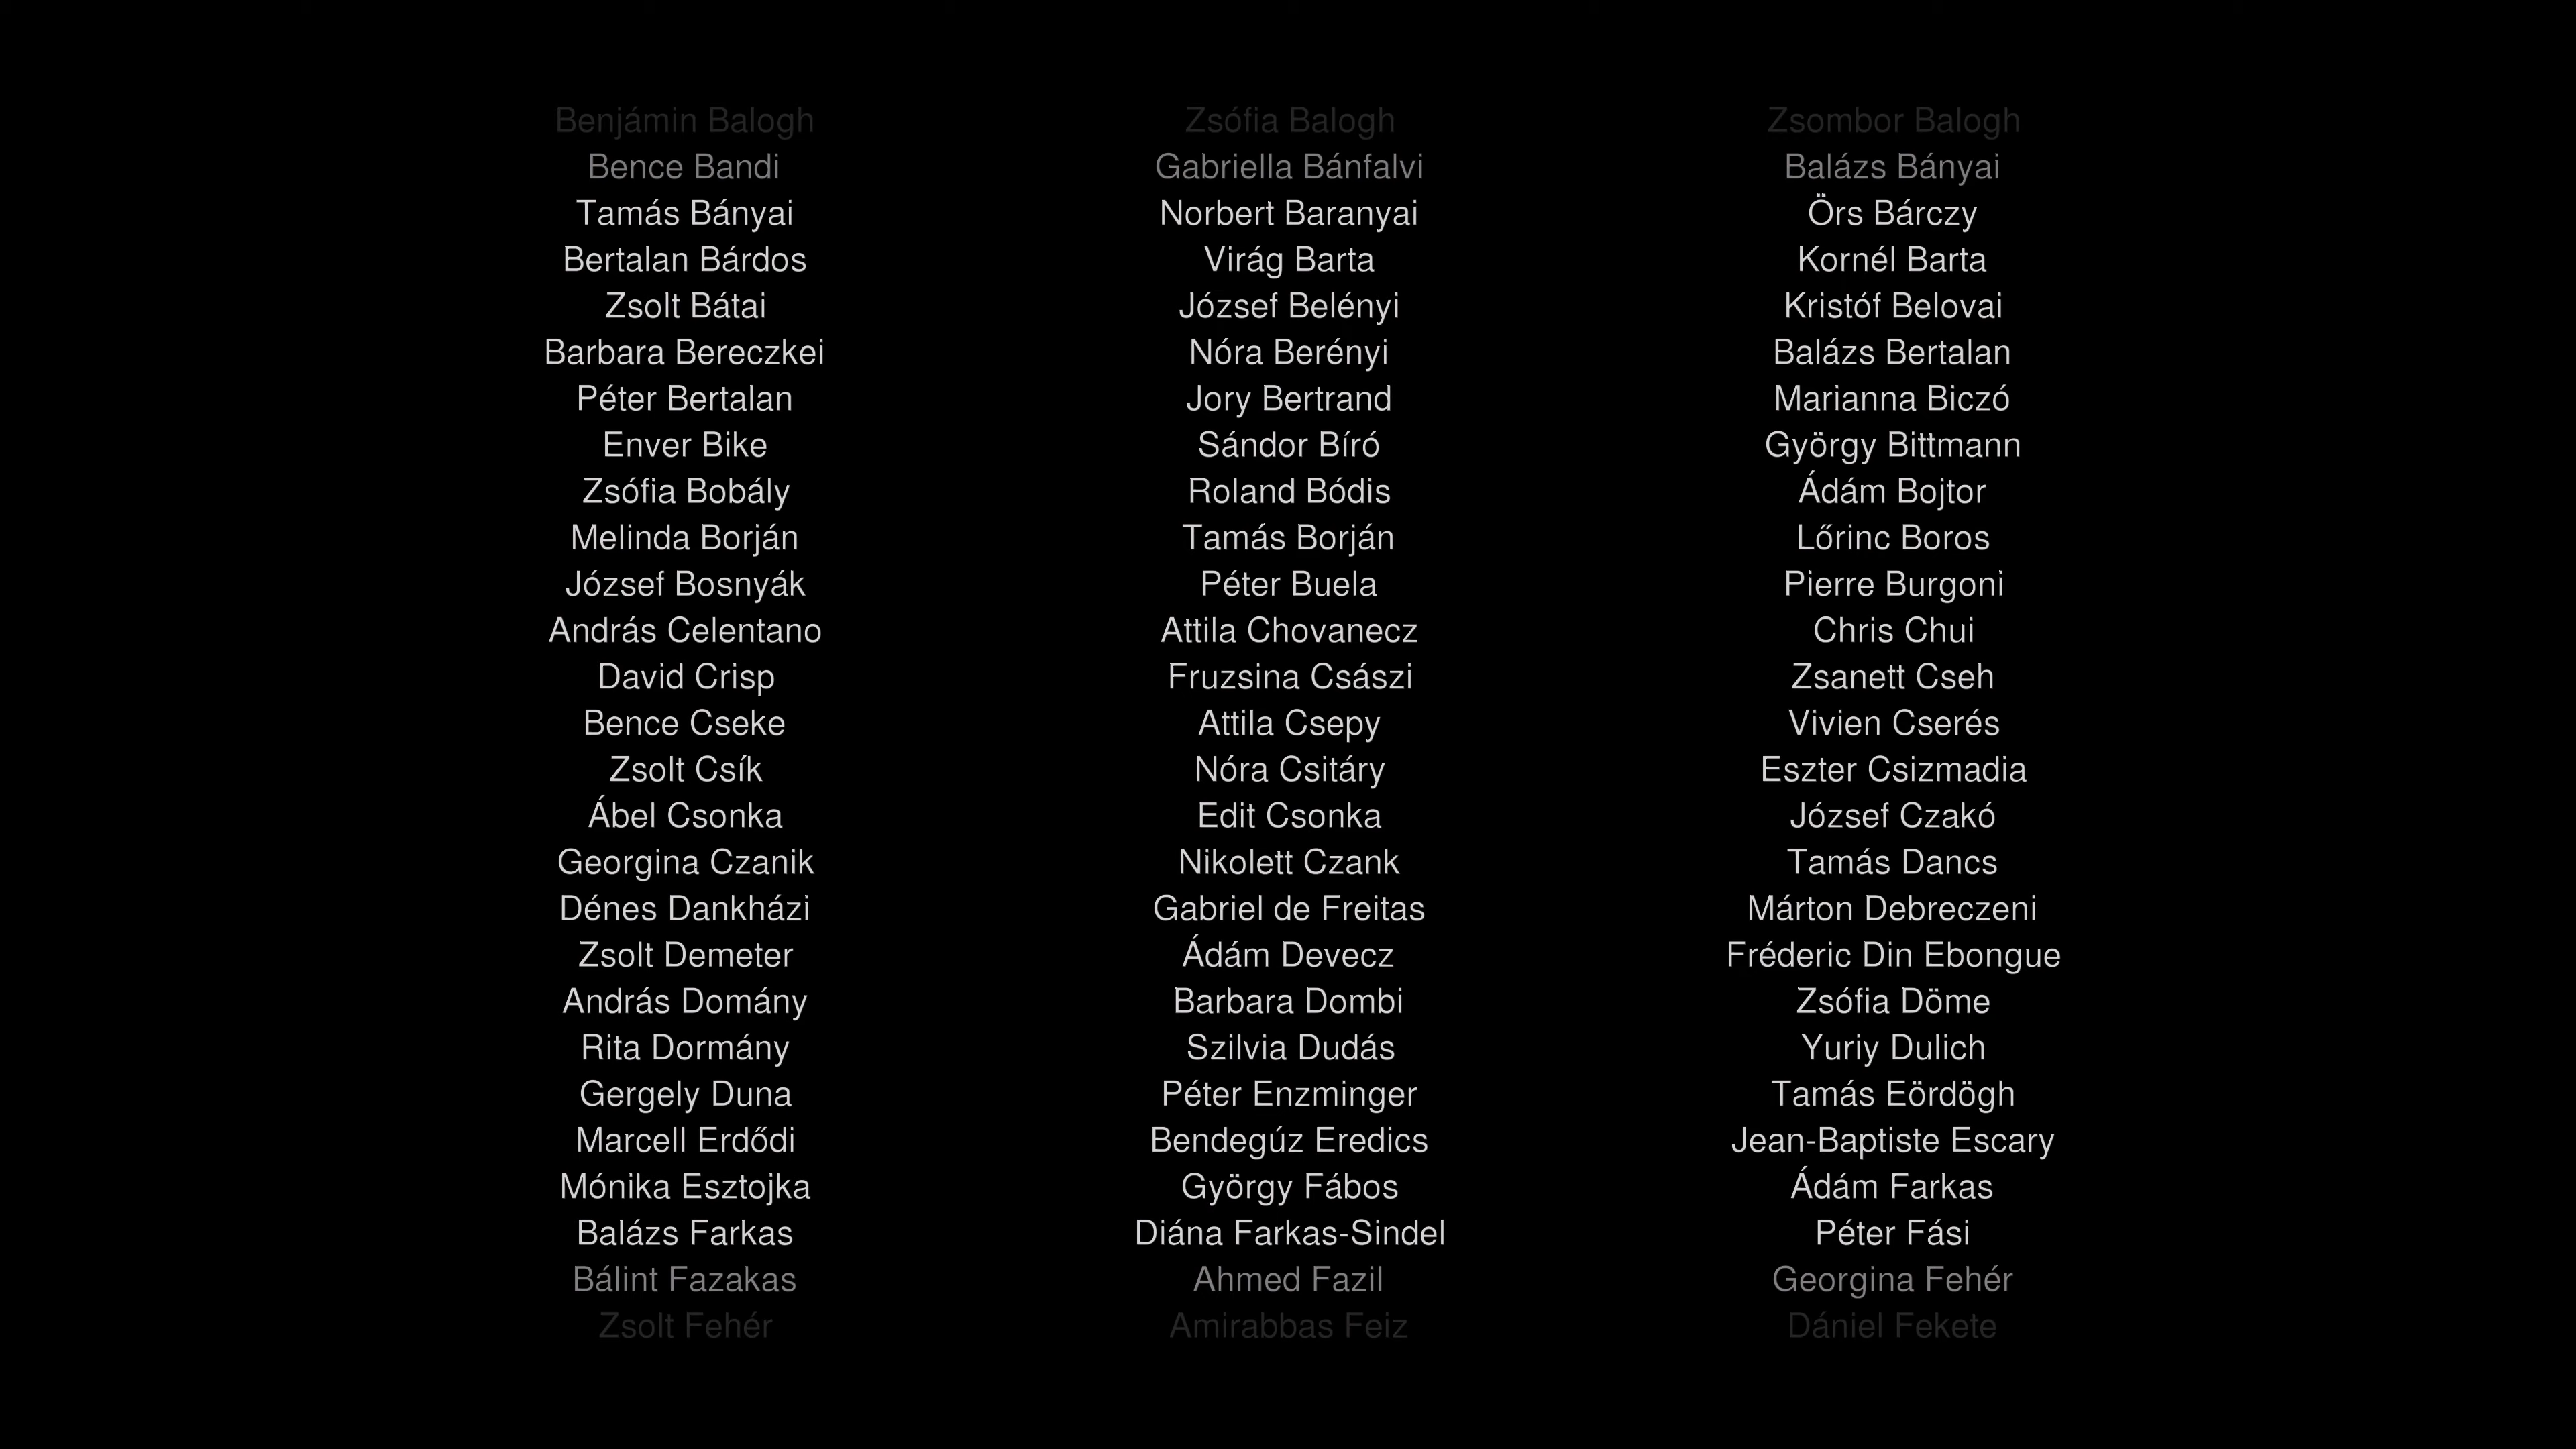 Benjámin Balogh Zsófia Balogh Zsombor Balogh
Bence Bandi Gabriella Bánfalvi Balázs Bányai
Tamás Bányai Norbert Baranyai Örs Bárczy
Bertalan Bárdos Virág Barta Kornél Barta
Zsolt Bátai József Belényi Kristóf Belovai
Barbara Bereczkei Nóra Berényi Balázs Bertalan
Péter Bertalan Jory Bertrand Marianna Biczó
Enver Bike Sándor Bíró György Bittmann
Zsófia Bobály Roland Bódis Ádám Bojtor
Melinda Borján Tamás Borján Lőrinc Boros
József Bosnyák Péter Buela Pierre Burgoni
András Celentano Attila Chovanecz Chris Chui
David Crisp Fruzsina Császi Zsanett Cseh
Bence Cseke Attila Csepy Vivien Cserés
Zsolt Csík Nóra Csitáry Eszter Csizmadia
Ábel Csonka Edit Csonka József Czakó
Georgina Czanik Nikolett Czank Tamás Dancs
Dénes Dankházi Gabriel de Freitas Márton Debreczeni
Zsolt Demeter Ádám Devecz Fréderic Din Ebongue
András Domány Barbara Dombi Zsófia Döme
Rita Dormány Szilvia Dudás Yuriy Dulich
Gergely Duna Péter Enzminger Tamás Eördögh
Marcell Erdődi Bendegúz Eredics Jean-Baptiste Escary
Mónika Esztojka György Fábos Ádám Farkas
Balázs Farkas Diána Farkas-Sindel Péter Fási
Bálint Fazakas Ahmed Fazil Georgina Fehér
Zsolt Fehér Amirabbas Feiz Dániel Fekete